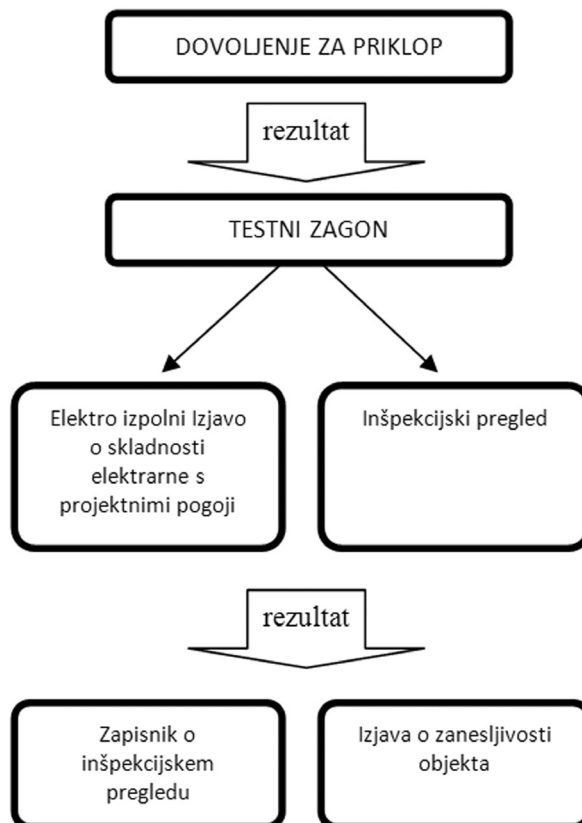 DOVOLJENJE ZA PRIKLOP
rezultat
TESTNI ZAGON
Elektro izpolni Izjavo
o skladnosti
elektrarne s
projektnimi pogoji
Inšpekcijski pregled
rezultat
Zapisnik o
inšpekcijskem
pregledu
Izjava o zanesljivosti
objekta